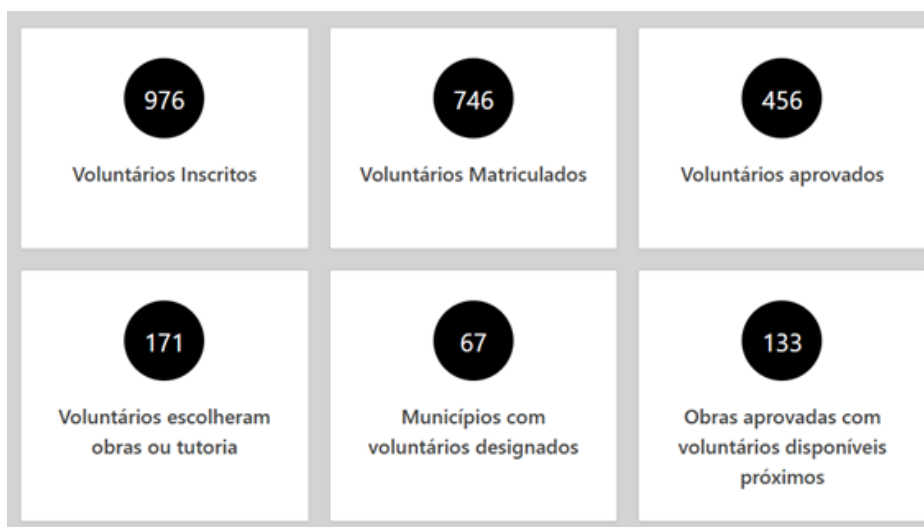 976
Voluntários Inscritos
746
Voluntários Matriculados
456
Voluntários aprovados
171
Voluntários escolheram
obras ou tutoria
67
Municípios com
voluntários designados
133
Obras aprovadas com
voluntários disponíveis
próximos